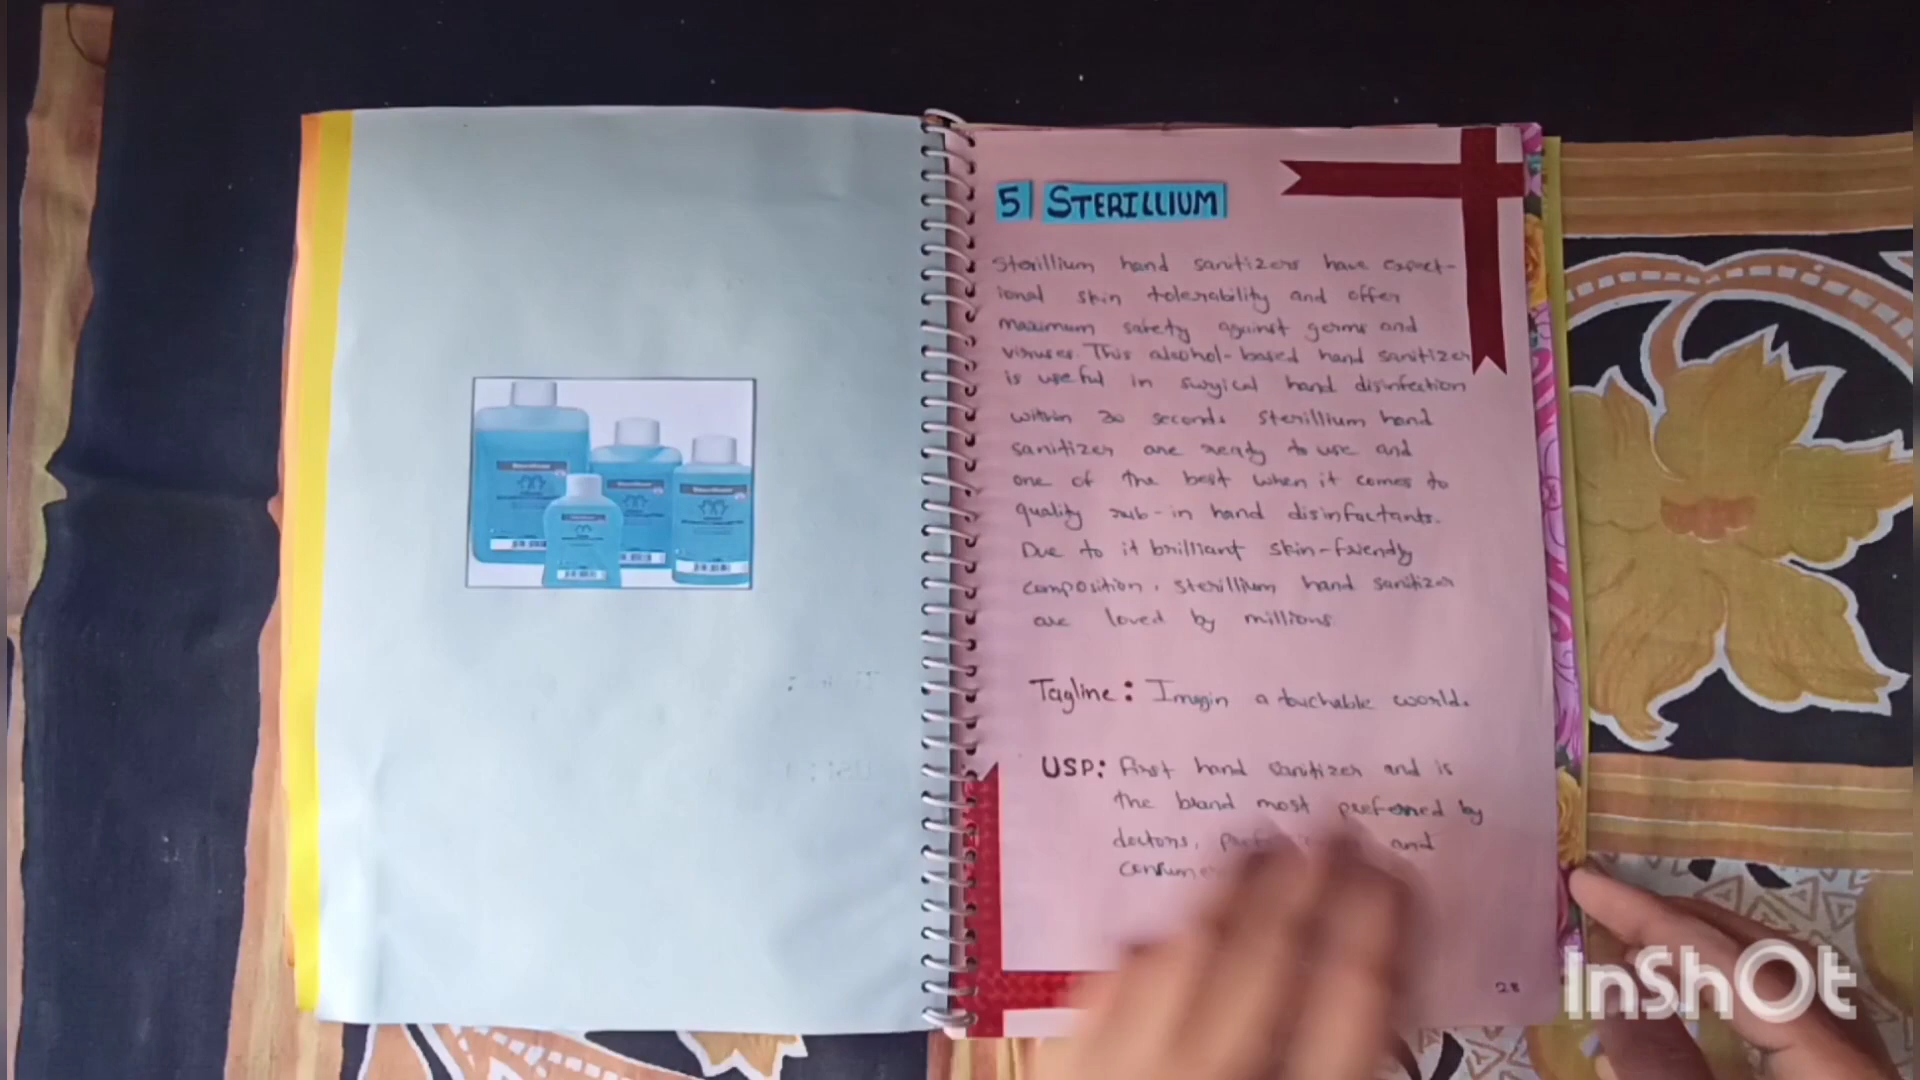 5 STERILLIUM
Sterillium hand sanitizers have expect-
ional skin tolerability and offer
maximum safety against germs and
viruses. This alcohol-based hand sanitizer
is useful in surgical hand disinfection
within 30 seconds. Sterillium hand
sanitizer are ready to use and
one of the best when it comes to
quality rub-in hand disinfactants.
Due to it brilliant skin-friendly
composition, sterillium hand sanitizer
are loved by millions
Tagline: Imagin a touchable world.
USP: First hand sanitizer and is
the brand most preferred by
doctors, and
28
InShOt